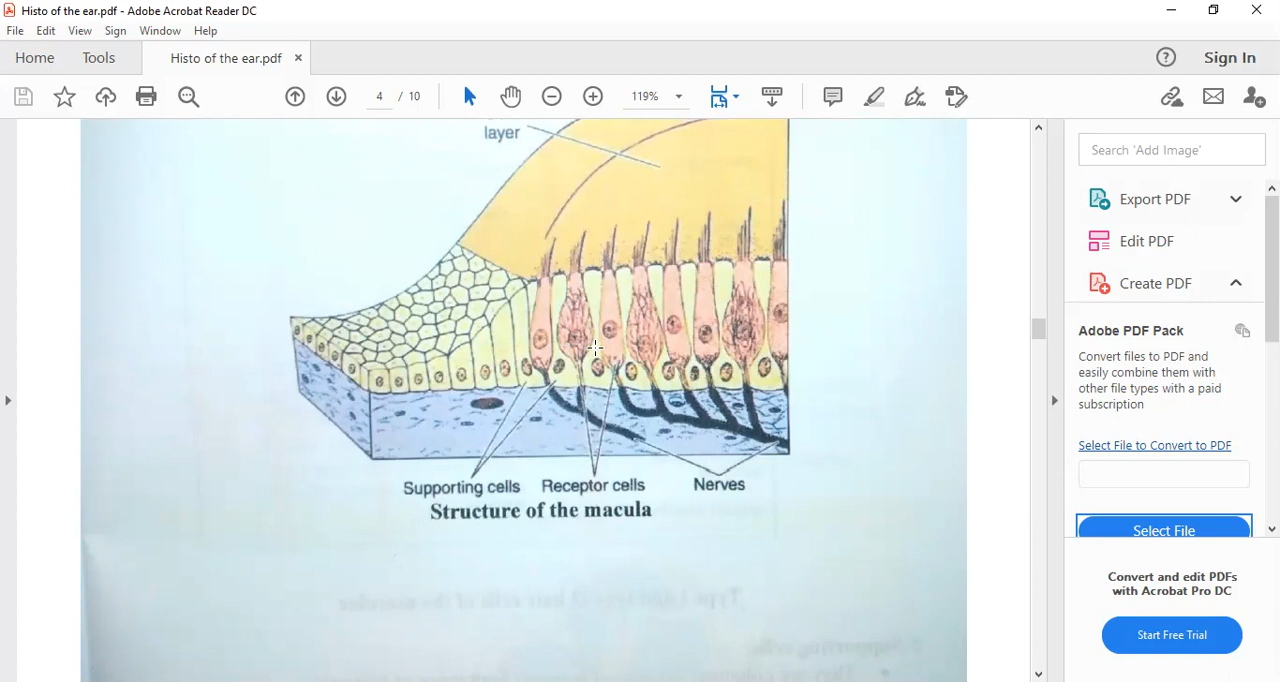 Histo of the ear.pdf - Adobe Acrobat Reader DC
File Edit View Sign Window Help
Home Tools Histo of the ear.pdf × ? Sign In
4 / 10 119%
layer
Supporting cells Receptor cells Nerves
Structure of the macula
Search 'Add Image'
Export PDF
Edit PDF
Create PDF
Adobe PDF Pack
Convert files to PDF and
easily combine them with
other file types with a paid
subscription
Select File to Convert to PDF
Select File
Convert and edit PDFs
with Acrobat Pro DC
Start Free Trial